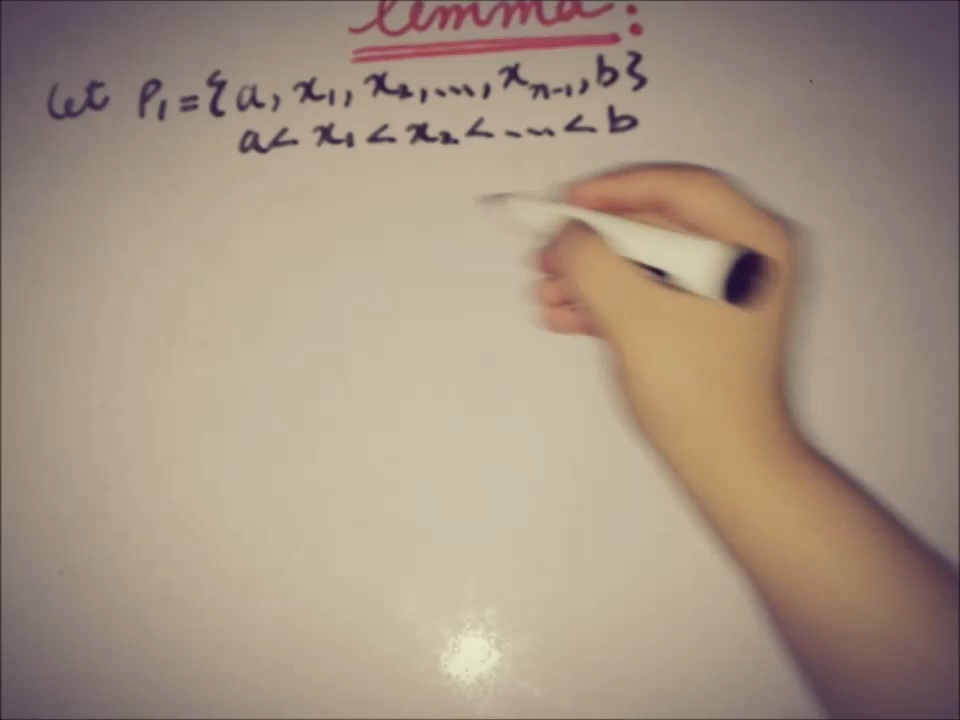 lemma:
let P₁ = {a, x₁, x₂, ..., xₙ₋₁, b}
a < x₁ < x₂ < ... < b